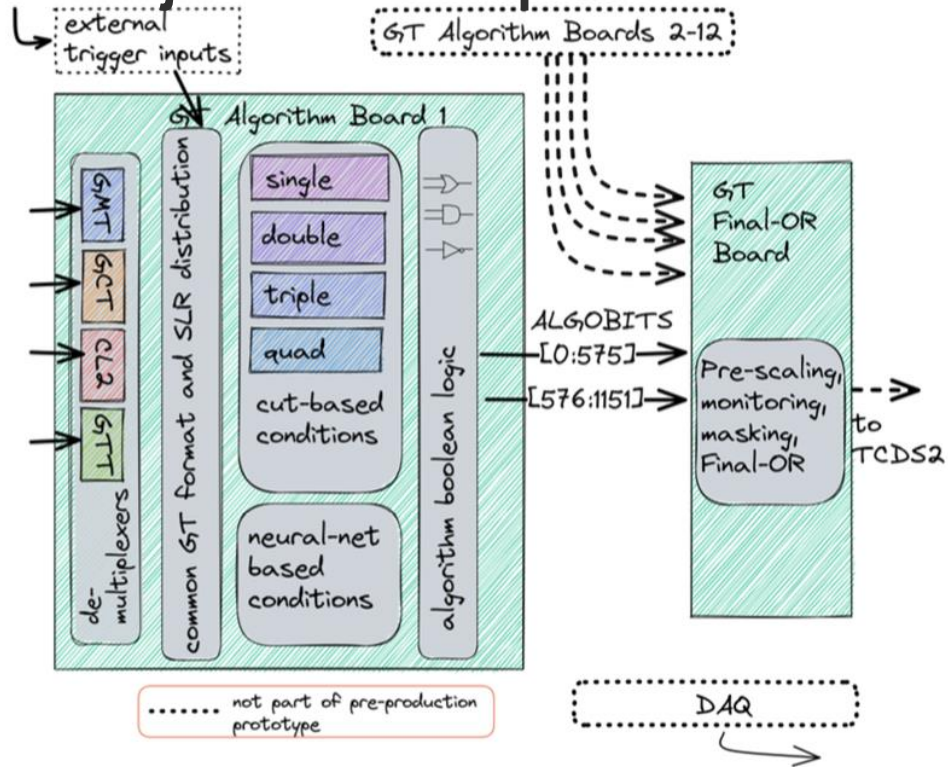 external
trigger inputs
GT Algorithm Boards 2-12
GT Algorithm Board 1
GMT
GCT
CL2
GTT
de-
multiplexers
common GT format and SLR distribution
single
double
triple
quad
cut-based
conditions
neural-net
based
conditions
algorithm boolean logic
ALGOBITS
[0:575]
[576:1151]
GT
Final-OR
Board
Pre-scaling,
monitoring,
masking,
Final-OR
to
TCDS2
not part of pre-production
prototype
DAQ